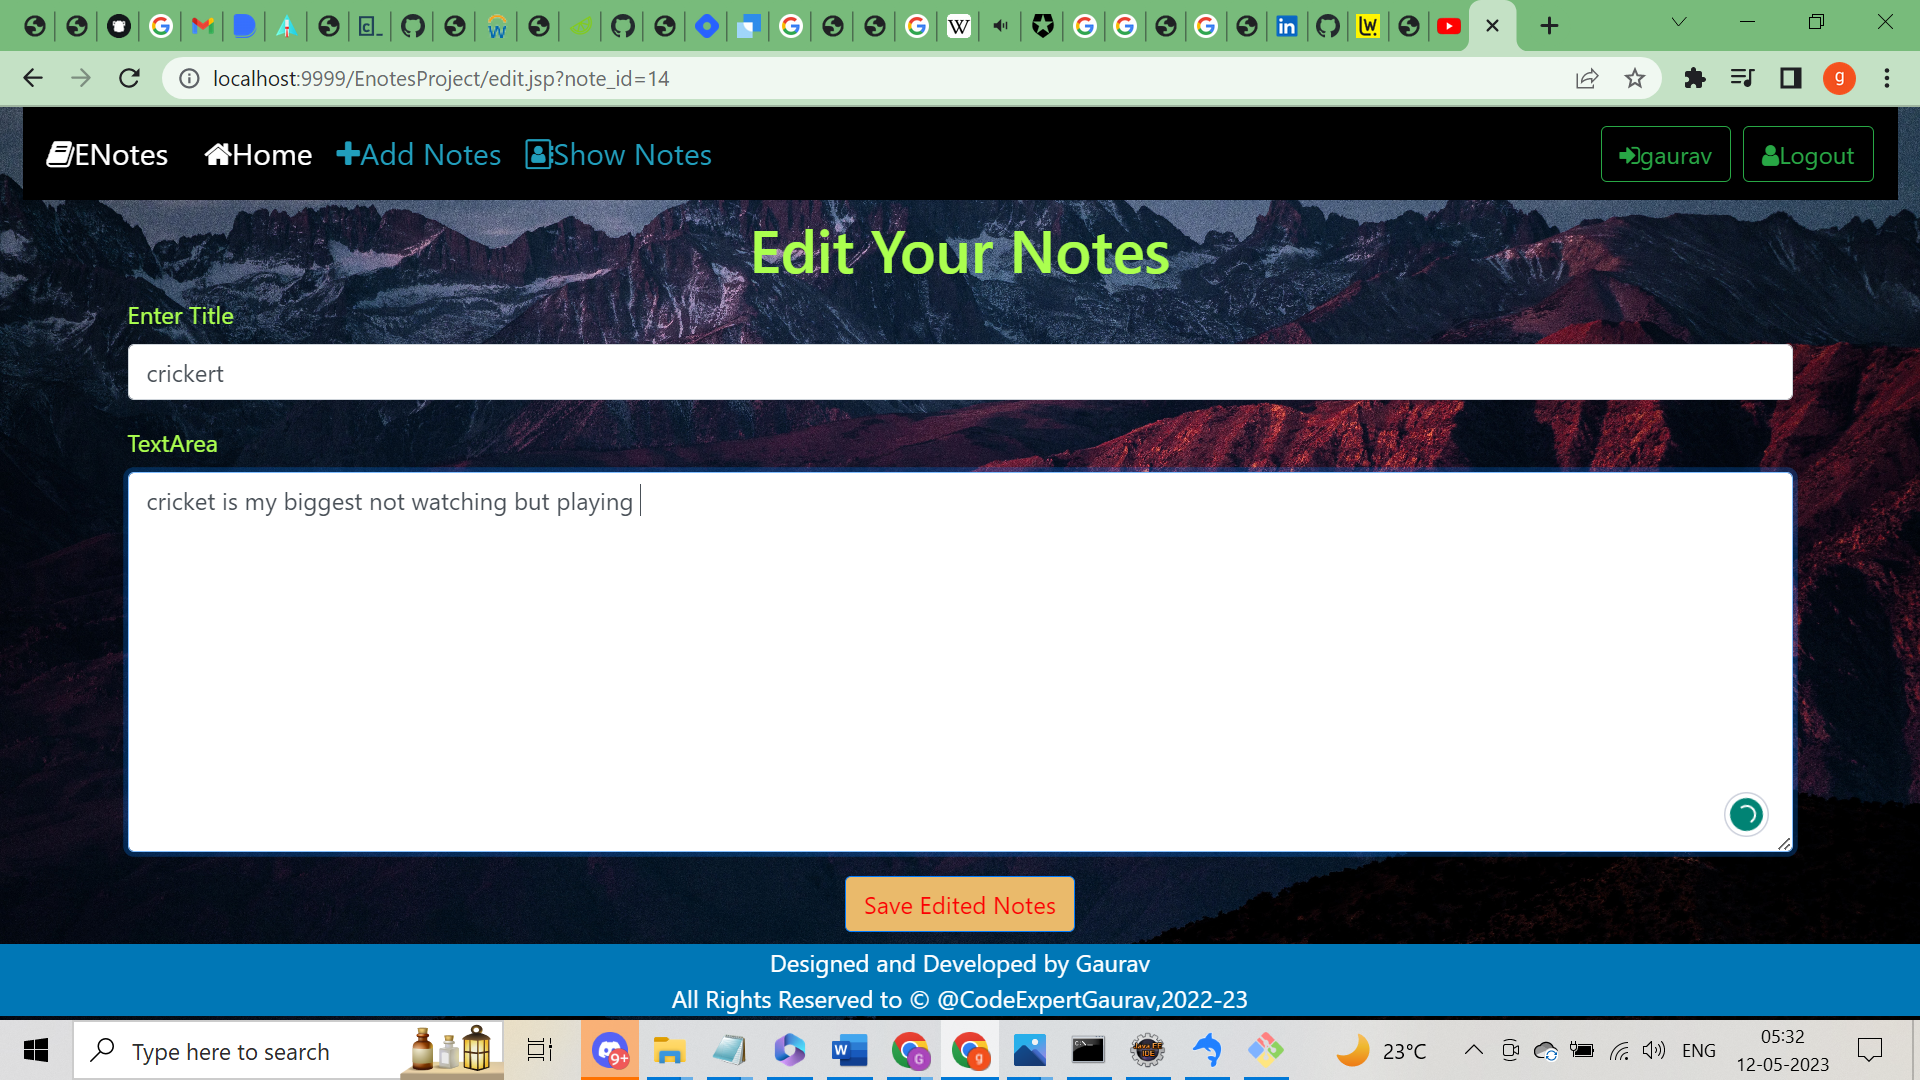 localhost:9999/EnotesProject/edit.jsp?note_id=14
g
ENotes Home Add Notes Show Notes gaurav Logout
Edit Your Notes
Enter Title
crickert
TextArea
cricket is my biggest not watching but playing
Save Edited Notes
Designed and Developed by Gaurav
All Rights Reserved to © @CodeExpertGaurav,2022-23
Type here to search
9+
23°C
ENG
05:32
12-05-2023